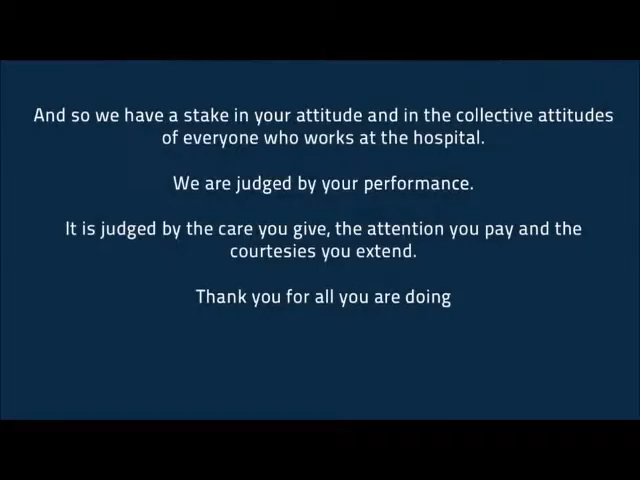 And so we have a stake in your attitude and in the collective attitudes
of everyone who works at the hospital.
We are judged by your performance.
It is judged by the care you give, the attention you pay and the
courtesies you extend.
Thank you for all you are doing